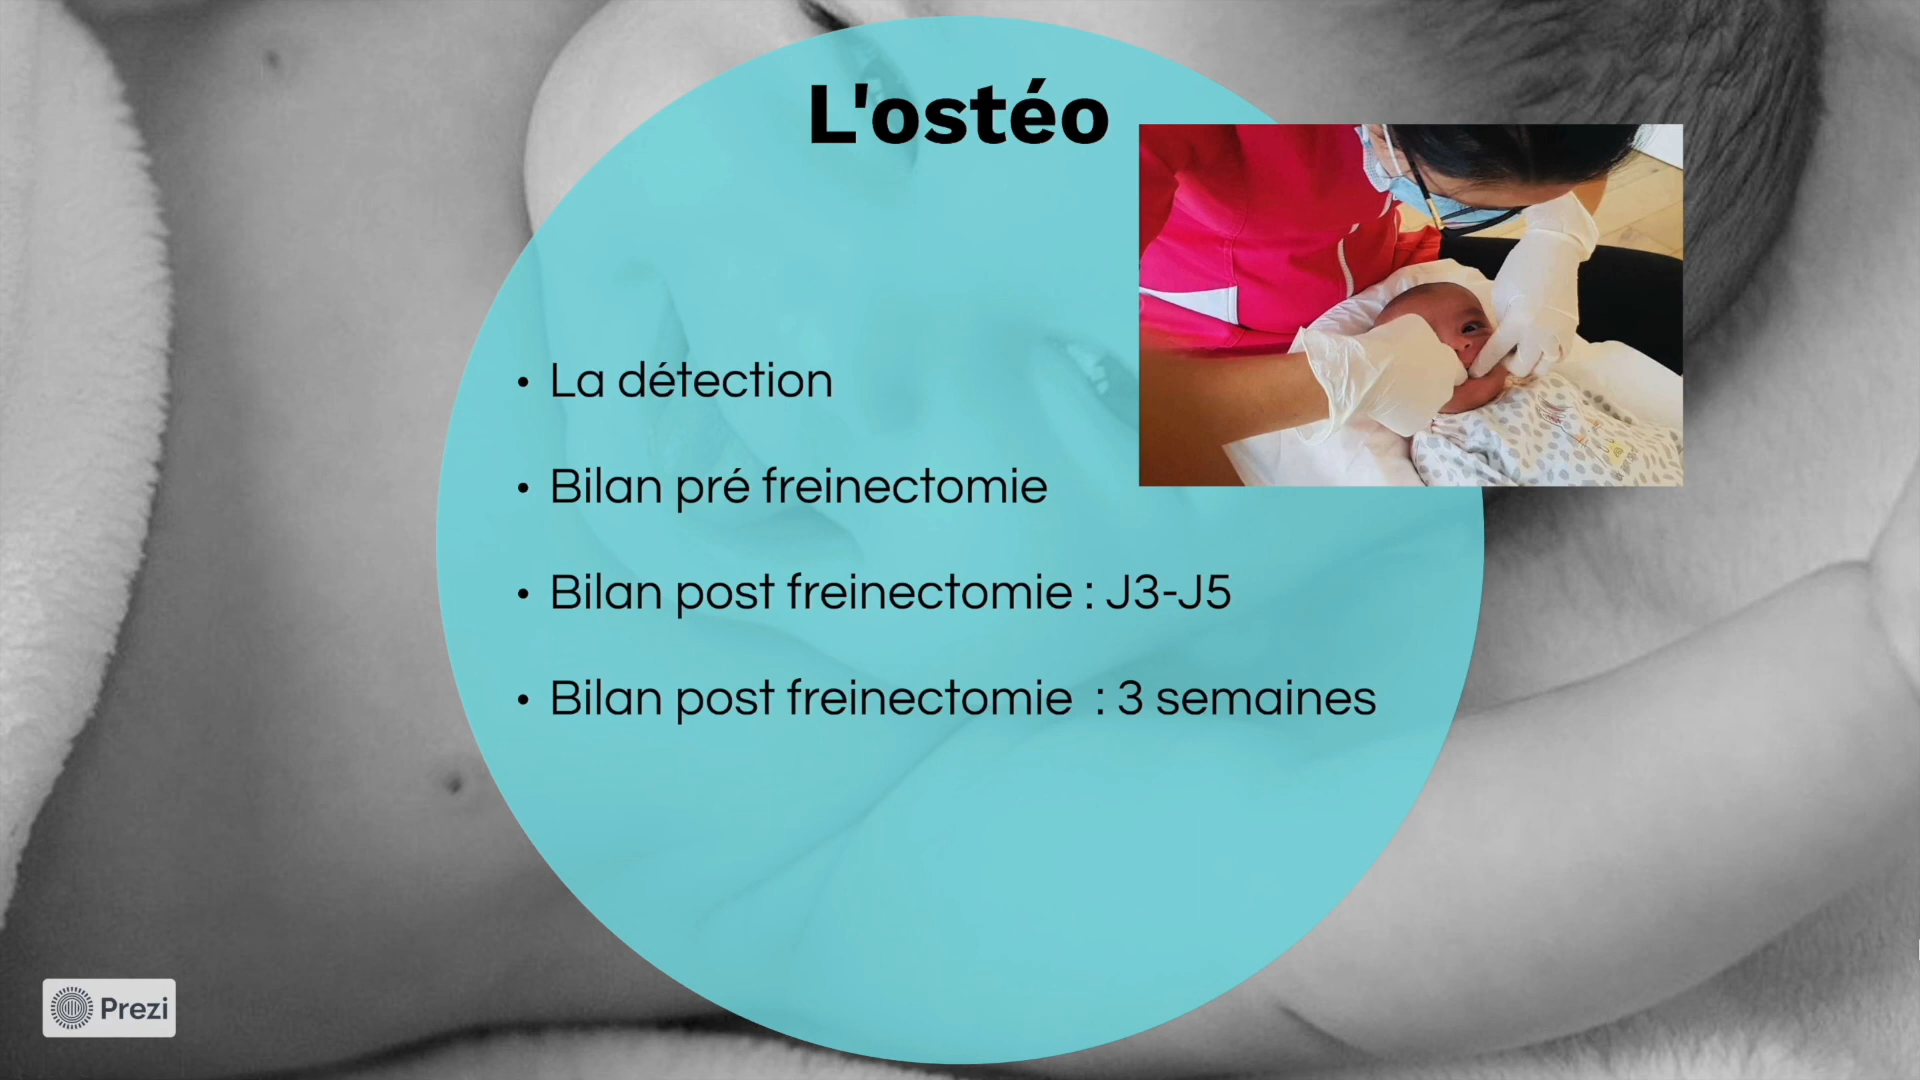 L'ostéo
• La détection
• Bilan pré freinectomie
• Bilan post freinectomie : J3-J5
• Bilan post freinectomie  : 3 semaines
Prezi